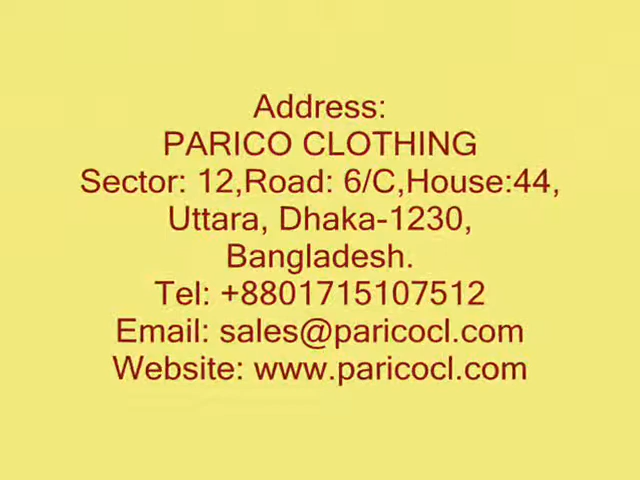 Address:
PARICO CLOTHING
Sector: 12,Road: 6/C,House:44,
Uttara, Dhaka-1230,
Bangladesh.
Tel: +8801715107512
Email: sales@paricocl.com
Website: www.paricocl.com